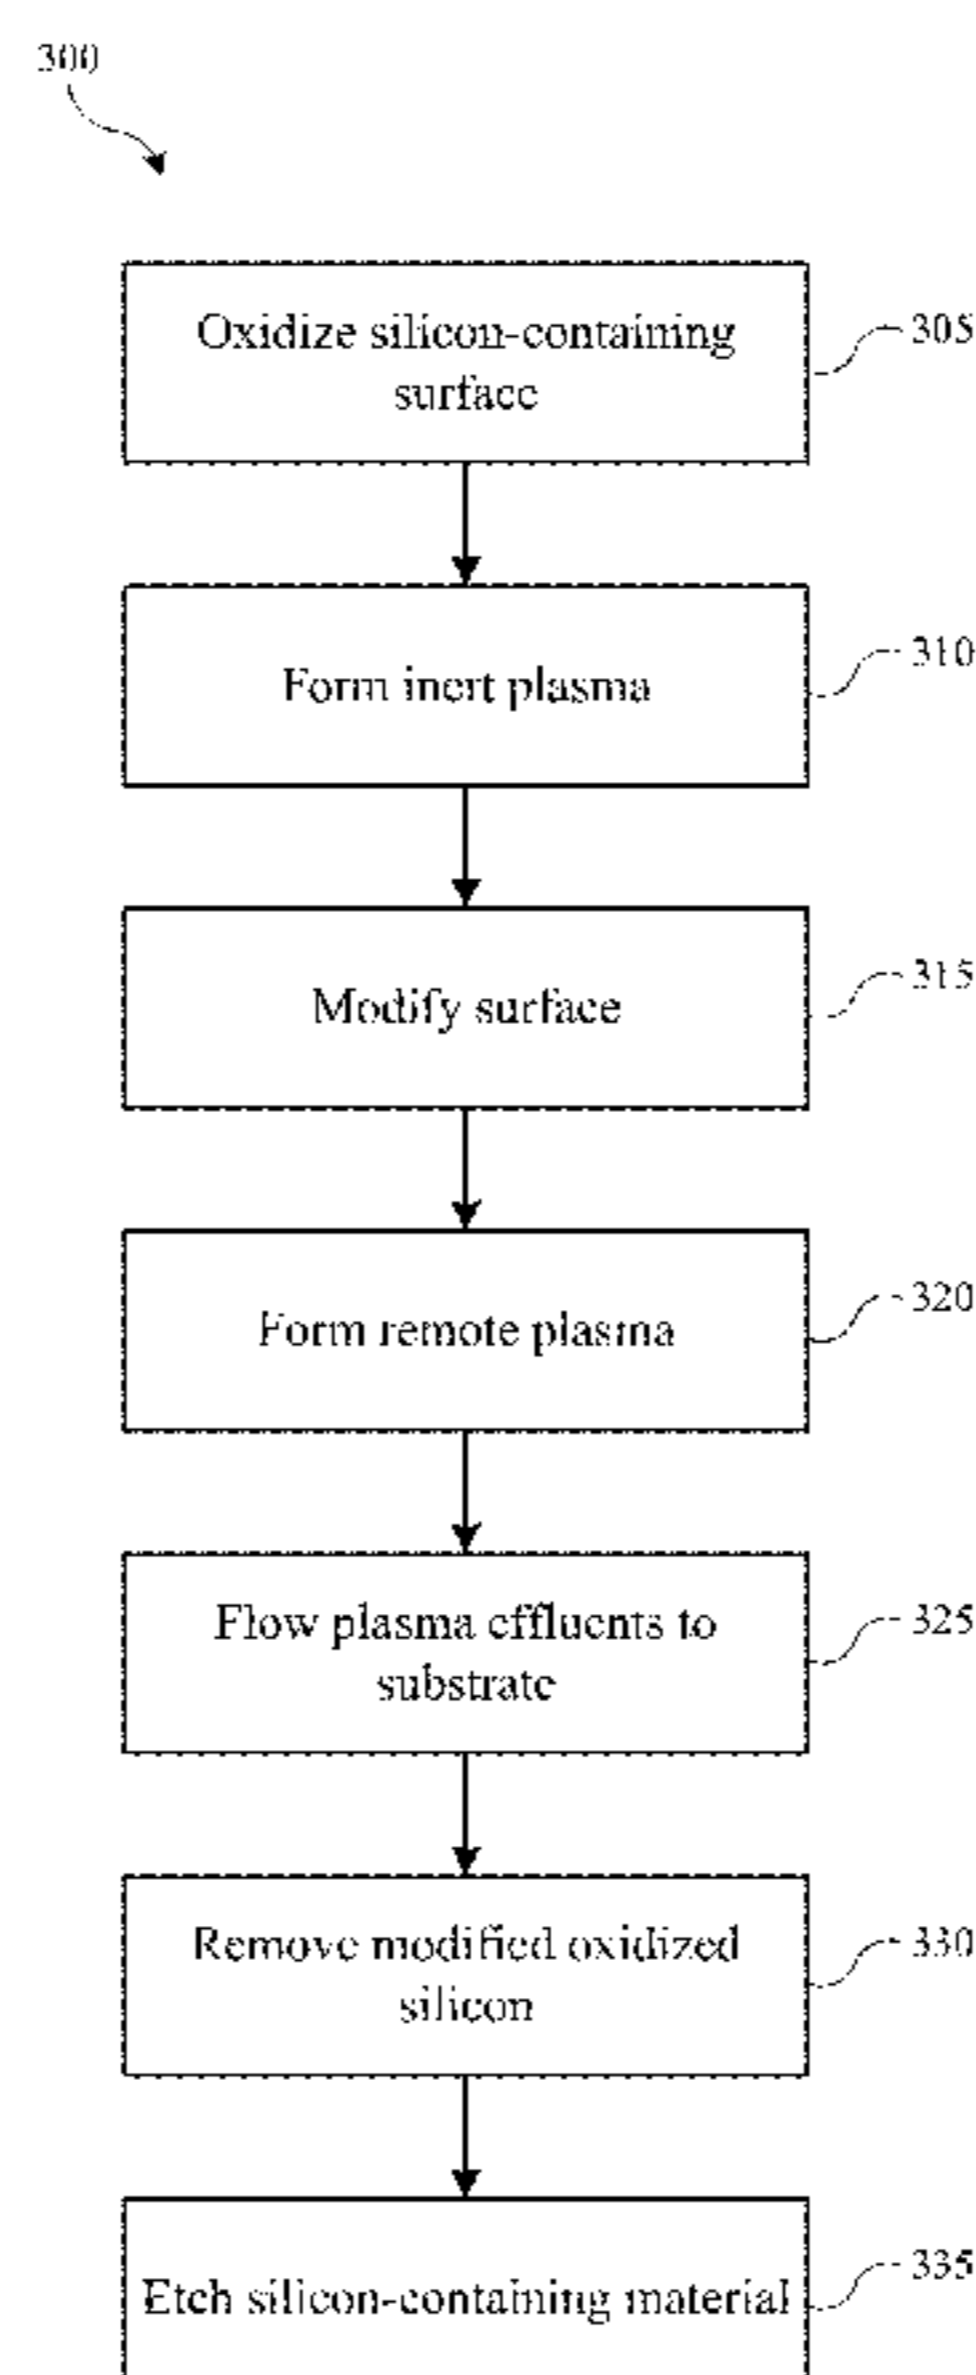 300
Oxidize silicon-containing
surface
305
Form inert plasma
310
Modify surface
315
Form remote plasma
320
Flow plasma effluents to
substrate
325
Remove modified oxidized
silicon
330
Etch silicon-containing material
335